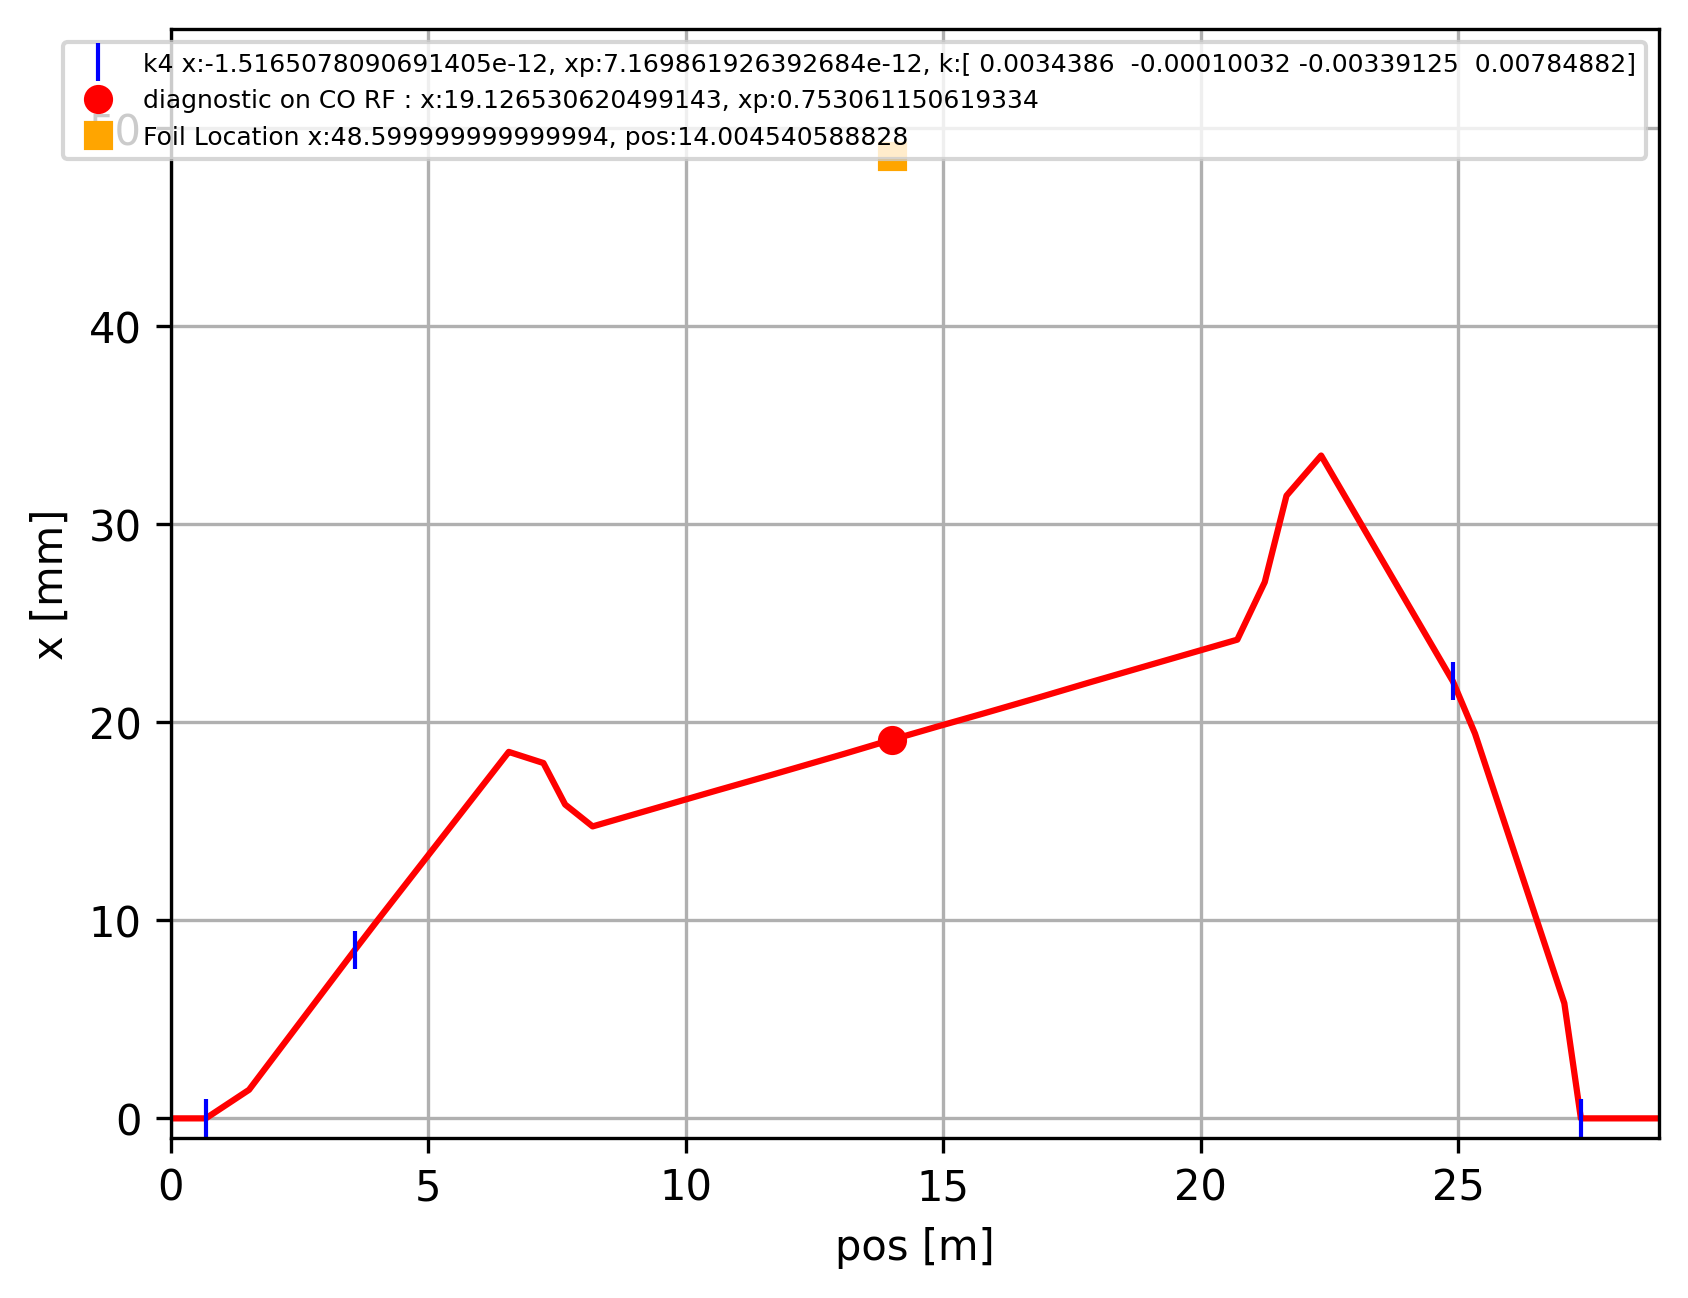 k4 x:-1.5165078090691405e-12, xp:7.169861926392684e-12, k:[ 0.0034386  -0.00010032 -0.00339125  0.00784882]
diagnostic on CO RF : x:19.126530620499143, xp:0.753061150619334
Foil Location x:48.599999999999994, pos:14.004540588828
50
40
30
20
10
0
x [mm]
0 5 10 15 20 25
pos [m]